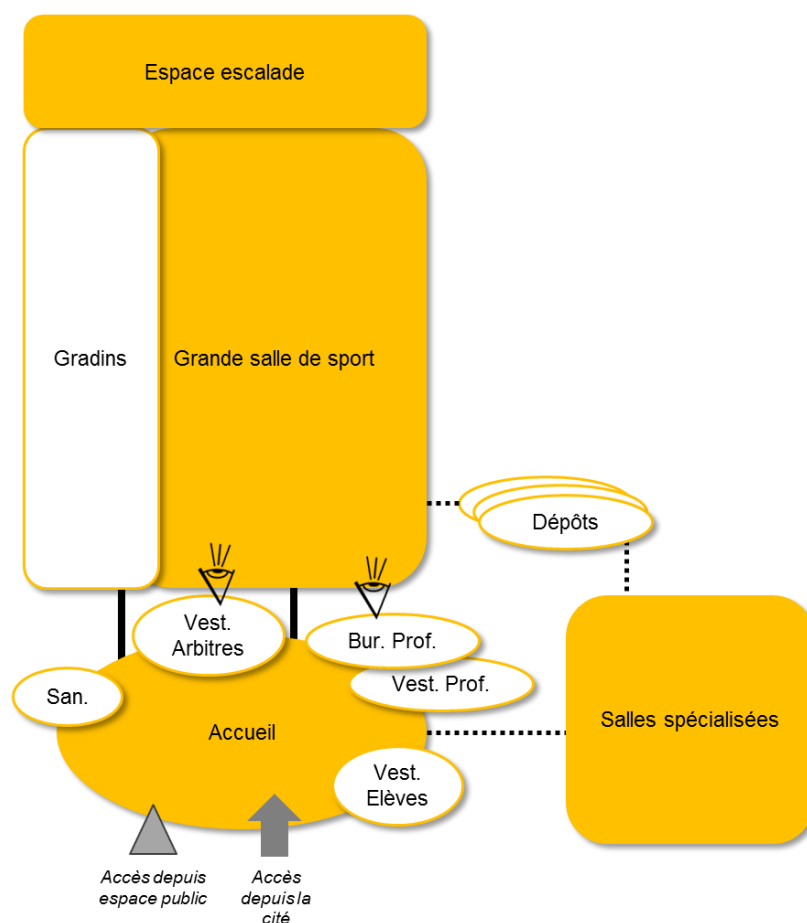 Espace escalade
Gradins
Grande salle de sport
Dépôts
Vest.
Arbitres
Bur. Prof.
Vest. Prof.
San.
Accueil
Salles spécialisées
Vest.
Elèves
Accès depuis
espace public
Accès
depuis la
cité